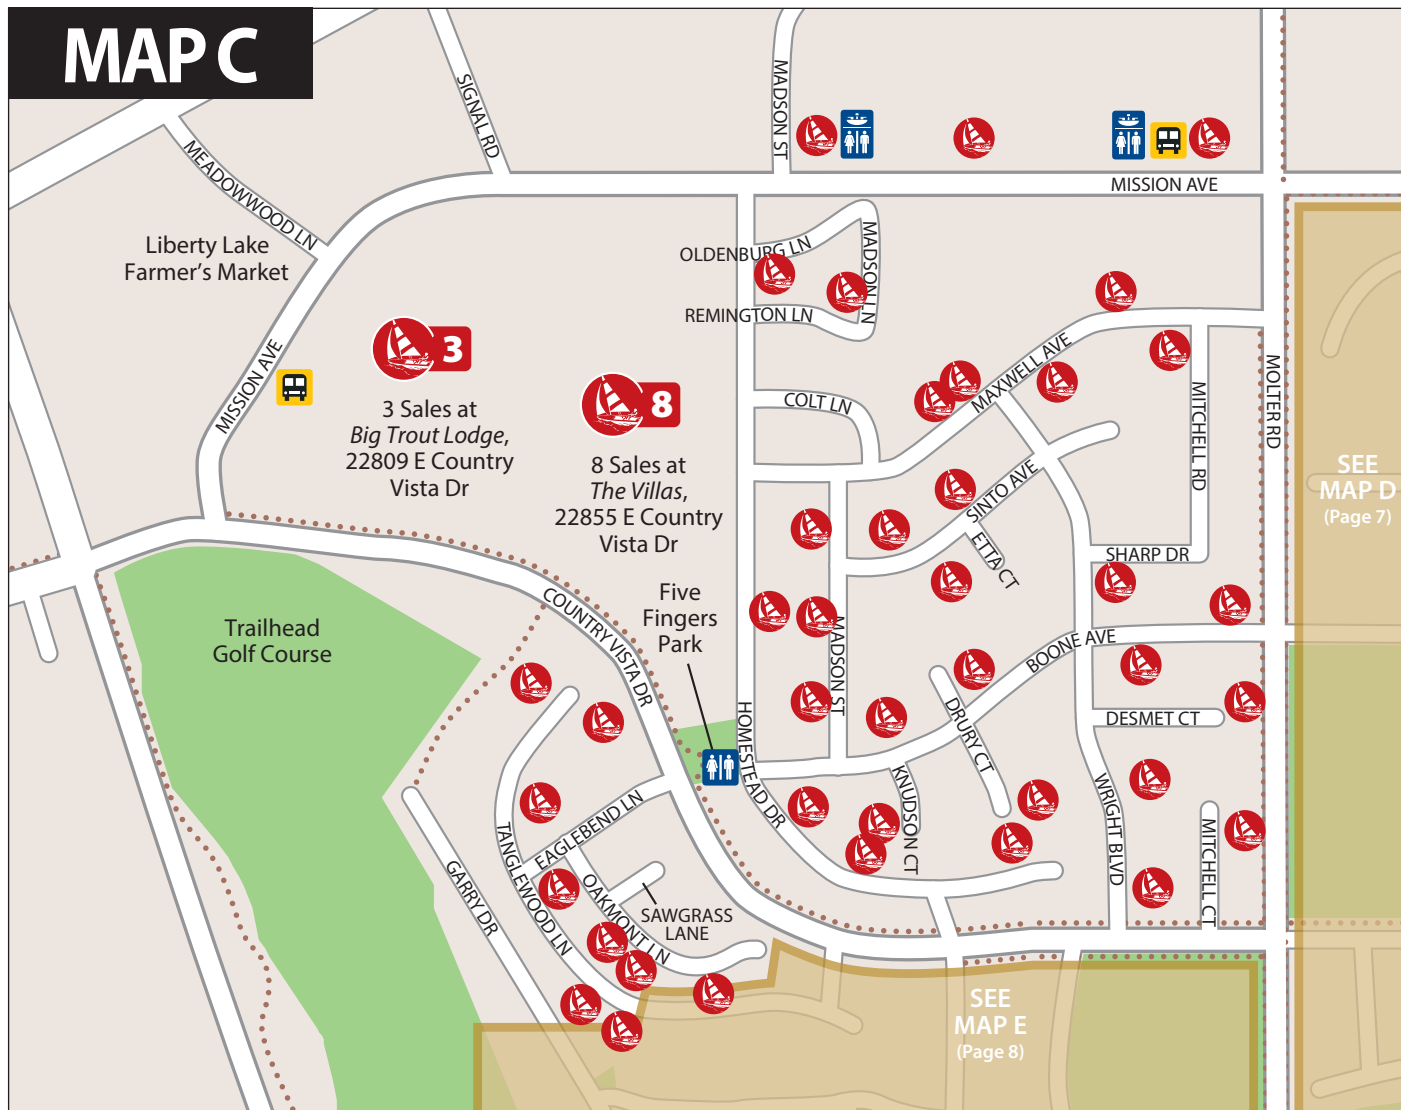 MAP C
SIGNAL RD
MADSON ST
MEADOWWOOD LN
MISSION AVE
Liberty Lake
Farmer's Market
OLDENBURG LN
MADSON LN
REMINGTON LN
MISSION AVE
3
3 Sales at
Big Trout Lodge,
22809 E Country
Vista Dr
8
8 Sales at
The Villas,
22855 E Country
Vista Dr
COLT LN
MAXWELL AVE
MITCHELL RD
MOLTER RD
SEE
MAP D
(Page 7)
SINTO AVE
ETTA CT
SHARP DR
Five
Fingers
Park
COUNTRY VISTA DR
Trailhead
Golf Course
MADSON ST
BOONE AVE
HOMESTEAD DR
DRURY CT
DESMET CT
KNUDSON CT
WRIGHT BLVD
MITCHELL CT
EAGLEBEND LN
TANGLEWOOD LN
GARRY DR
OAKMONT LN
SAWGRASS
LANE
SEE
MAP E
(Page 8)